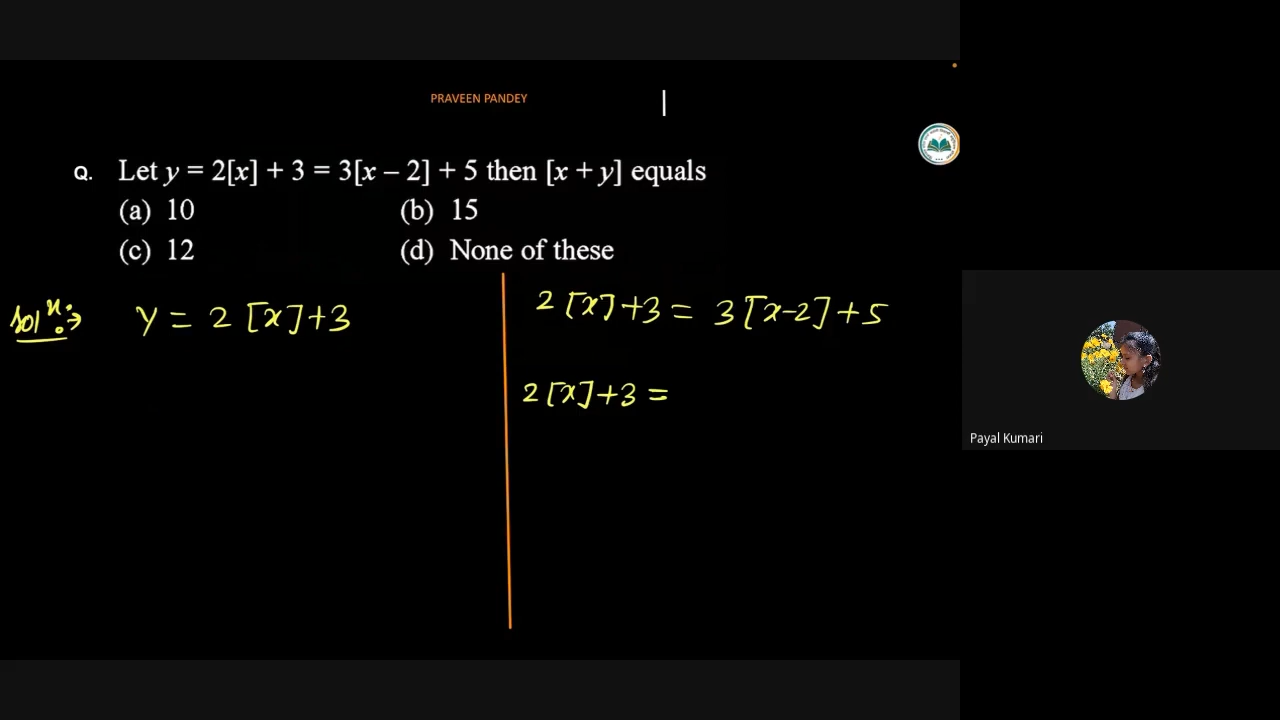 PRAVEEN PANDEY
Q. Let y = 2[x] + 3 = 3[x – 2] + 5 then [x + y] equals
(a) 10 (b) 15
(c) 12 (d) None of these
Solⁿ:→ y = 2[x]+3
2[x]+3 = 3[x-2]+5
2[x]+3 =
Payal Kumari